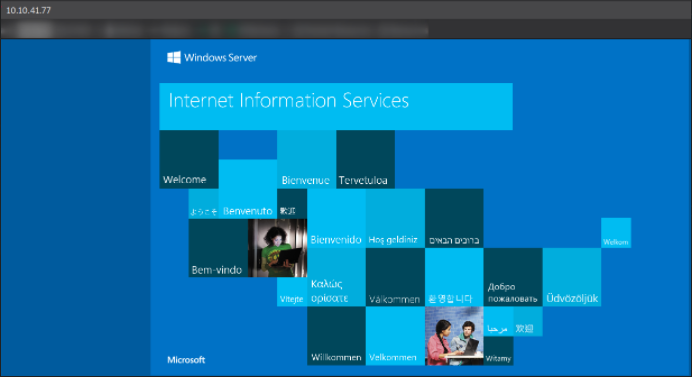 10.10.41.77
Windows Server
Internet Information Services
Welcome
Bienvenue
Tervetuloa
ようこそ
Benvenuto
歡迎
Bienvenido
Hoş geldiniz
ברוכים הבאים
Welkom
Bem-vindo
Vítejte
Καλώς
ορίσατε
Välkommen
환영합니다
Добро
пожаловать
Üdvözöljük
مرحبا
欢迎
Microsoft
Willkommen
Velkommen
Witamy